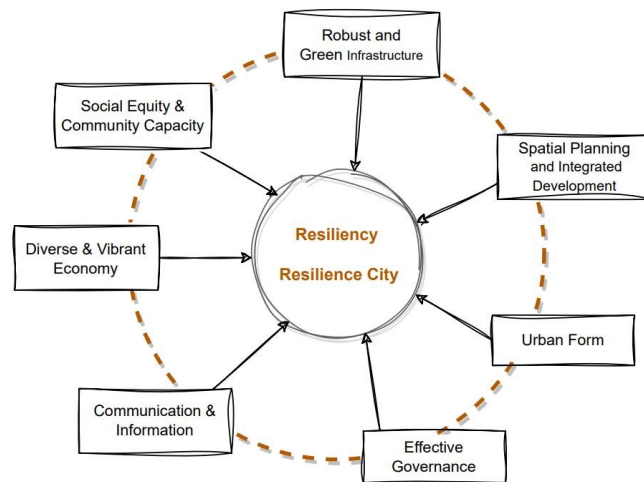 Robust and
Green Infrastructure
Social Equity &
Community Capacity
Spatial Planning
and Integrated
Development
Resiliency
Resilience City
Diverse & Vibrant
Economy
Urban Form
Communication &
Information
Effective
Governance